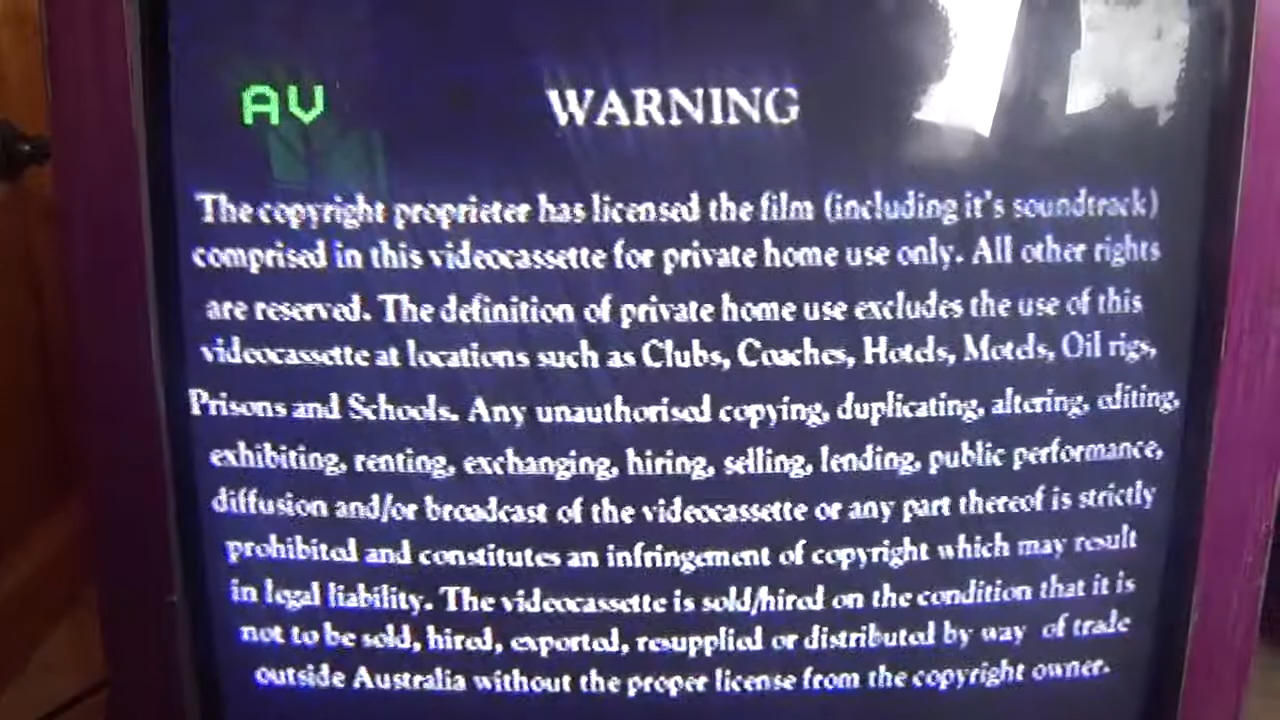 AV
WARNING
The copyright proprieter has licensed the film (including it's soundtrack)
comprised in this videocassette for private home use only. All other rights
are reserved. The definition of private home use excludes the use of this
videocassette at locations such as Clubs, Coaches, Hotels, Motels, Oil rigs,
Prisons and Schools. Any unauthorised copying, duplicating, altering, editing,
exhibiting, renting, exchanging, hiring, selling, lending, public performance,
diffusion and/or broadcast of the videocassette or any part thereof is strictly
prohibited and constitutes an infringement of copyright which may result
in legal liability. The videocassette is sold/hired on the condition that it is
not to be sold, hired, exported, resupplied or distributed by way of trade
outside Australia without the proper license from the copyright owner.